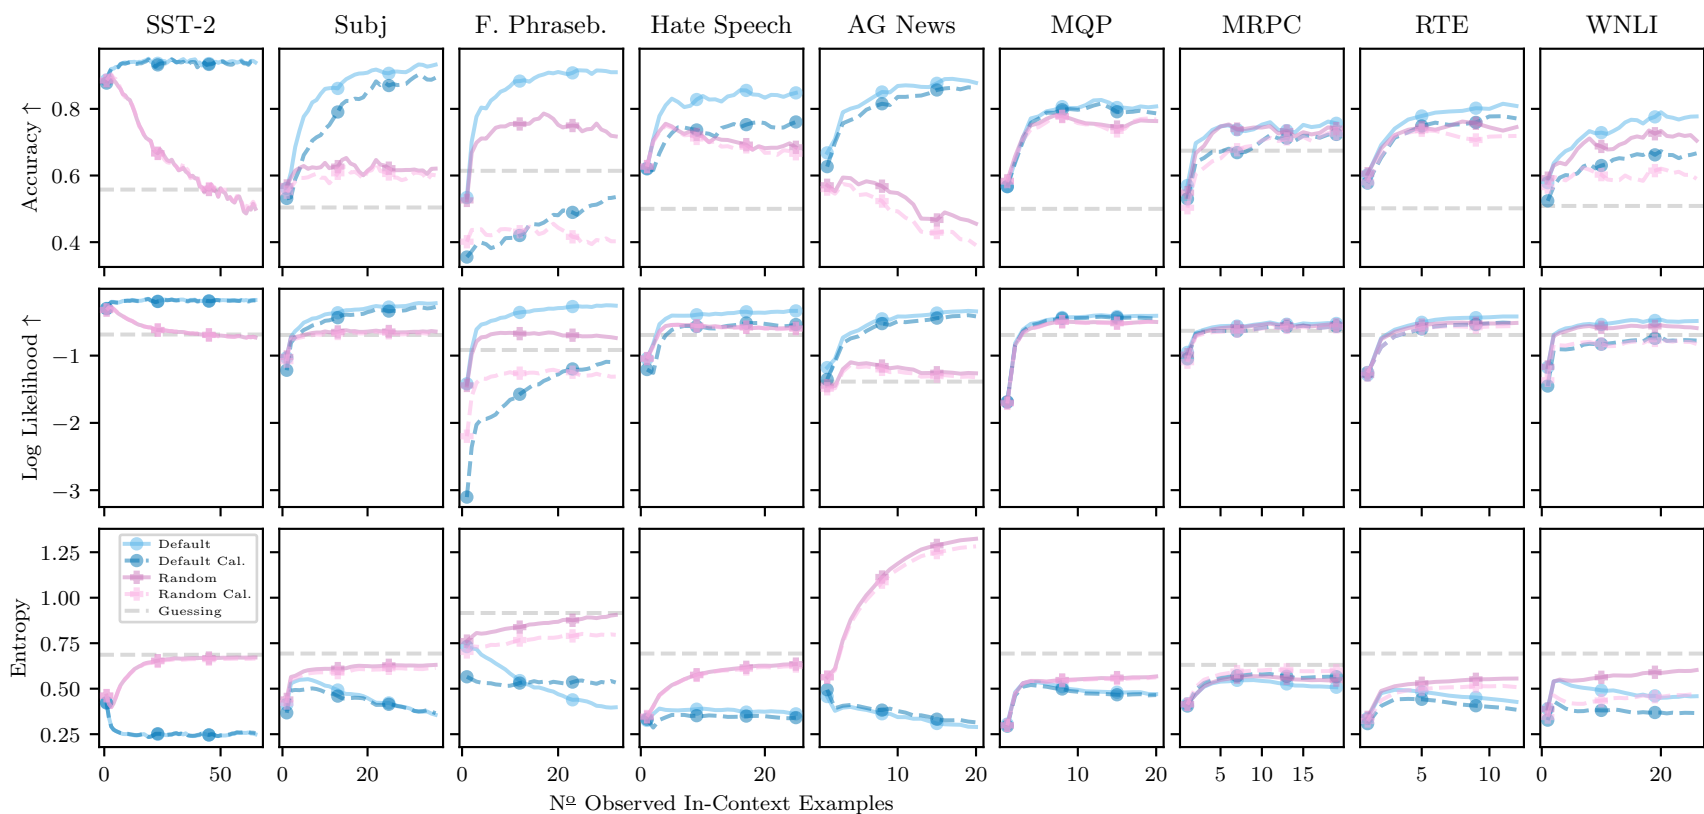 SST-2 Subj F. Phraseb. Hate Speech AG News MQP MRPC RTE WNLI
Accuracy ↑
0.8
0.6
0.4
Log Likelihood ↑
−1
−2
−3
Entropy
1.25
1.00
0.75
0.50
0.25
Default
Default Cal.
Random
Random Cal.
Guessing
0 50 0 20 0 10 20 30 0 20 10 20 10 20 5 10 15 5 10 0 20
Nº Observed In-Context Examples